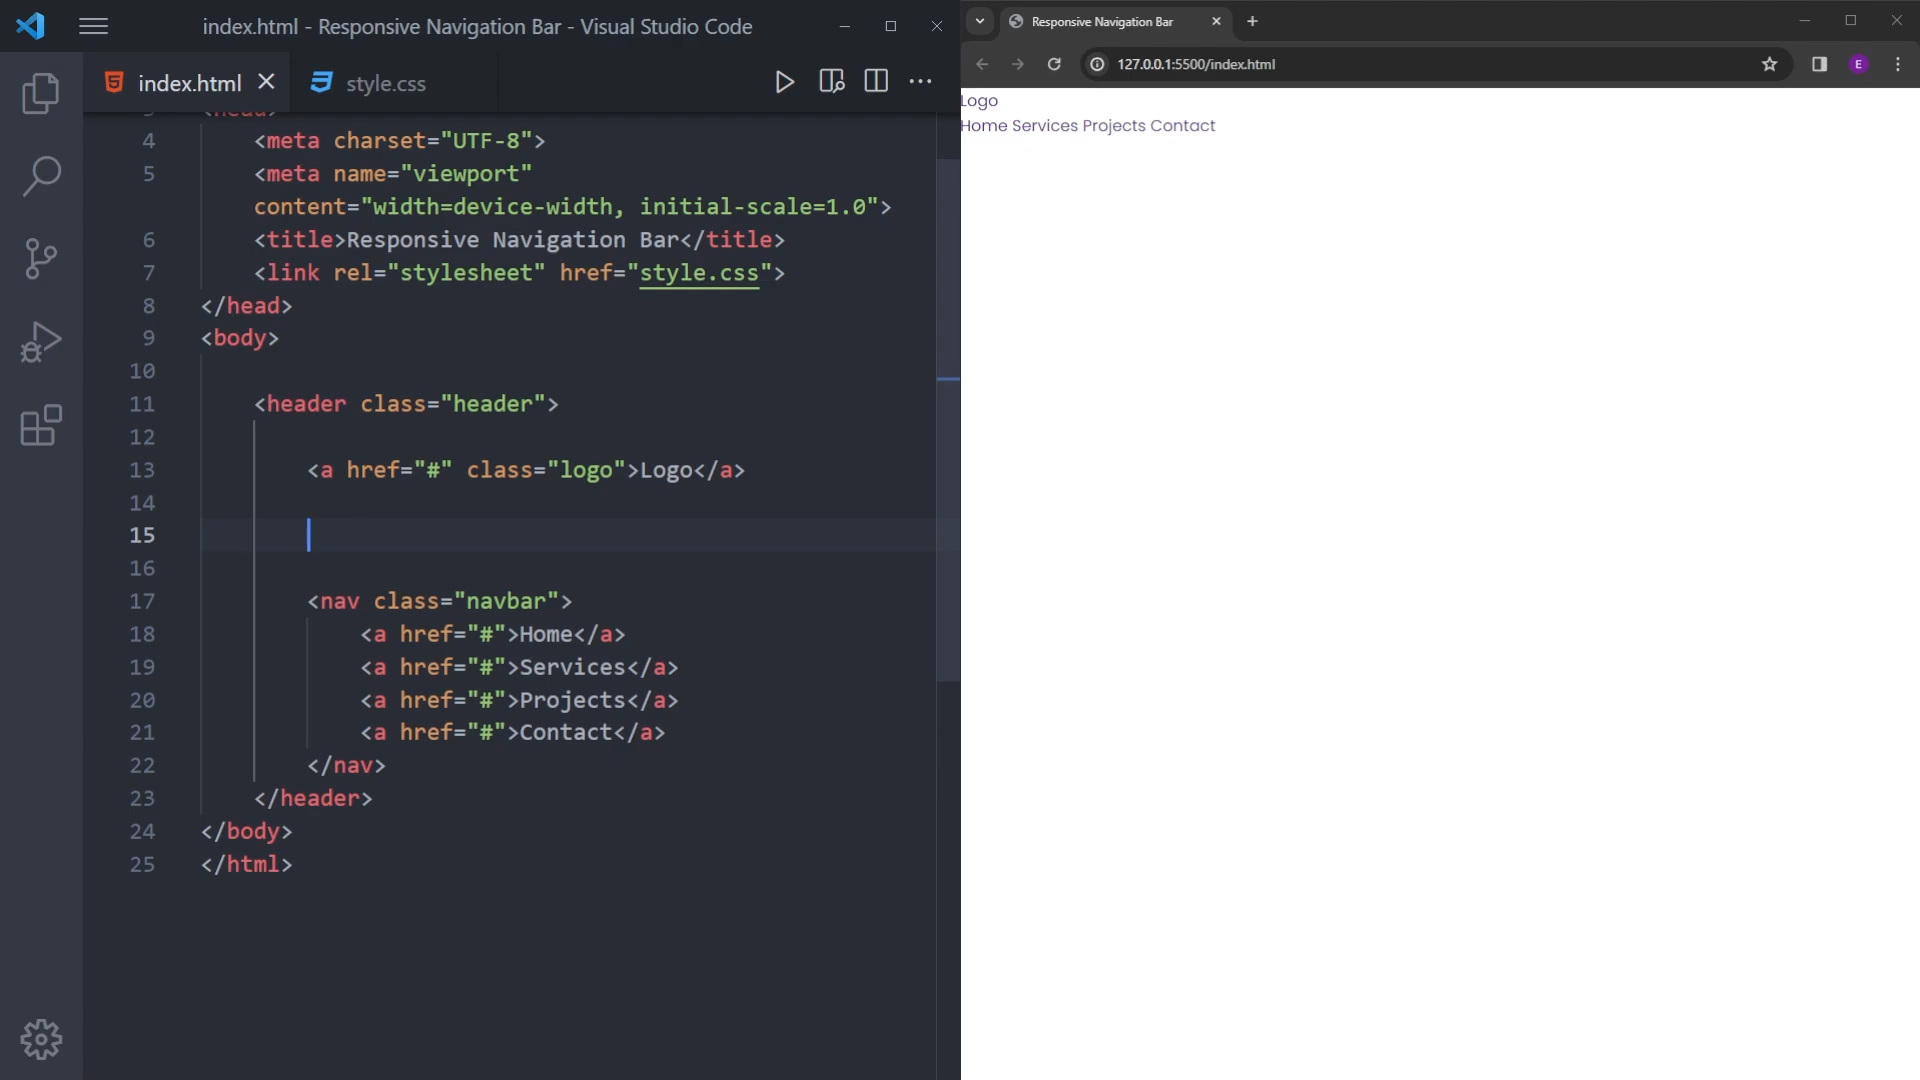 index.html - Responsive Navigation Bar - Visual Studio Code
index.html
style.css
3 <head>
4 <meta charset="UTF-8">
5 <meta name="viewport"
content="width=device-width, initial-scale=1.0">
6 <title>Responsive Navigation Bar</title>
7 <link rel="stylesheet" href="style.css">
8 </head>
9 <body>
10
11 <header class="header">
12
13 <a href="#" class="logo">Logo</a>
14
15
16
17 <nav class="navbar">
18 <a href="#">Home</a>
19 <a href="#">Services</a>
20 <a href="#">Projects</a>
21 <a href="#">Contact</a>
22 </nav>
23 </header>
24 </body>
25 </html>
Responsive Navigation Bar
127.0.0.1:5500/index.html
E
Logo
Home Services Projects Contact